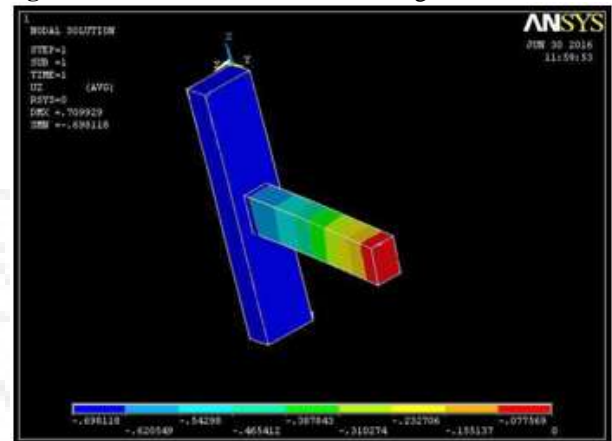 1
NODAL SOLUTION
STEP=1
SUB =1
TIME=1
UZ (AVG)
RSYS=0
DMX =.709929
SMN =-.698118
ANSYS
JUN 30 2016
11:59:53
Z
Y
-.698118
-.620549
-.54298
-.465412
-.387843
-.310274
-.232706
-.155137
-.077569
0